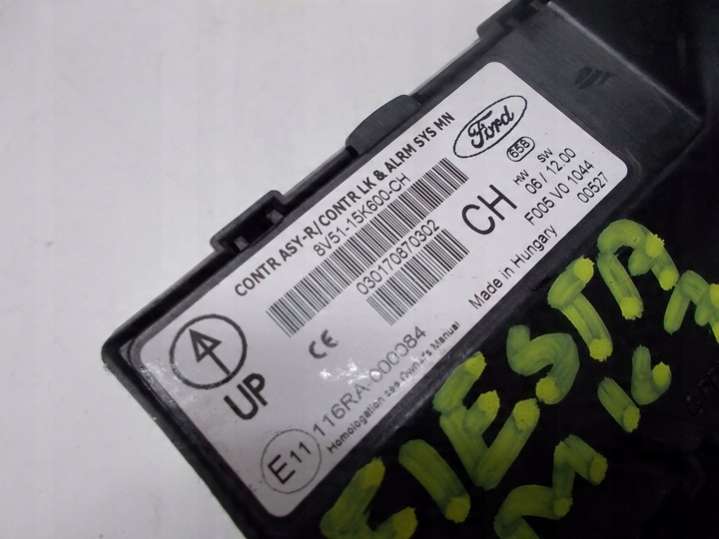 CONTR ASY-R/CONTR LK & ALRM SYS MN
8V51-15K600-CH
Ford
658
HW SW
06 / 12.00
F005 V0 1044
00527
CH
030170870302
Made in Hungary
CE
UP
E11 116RA-000084
Homologation see Owner's Manual
FIESTA